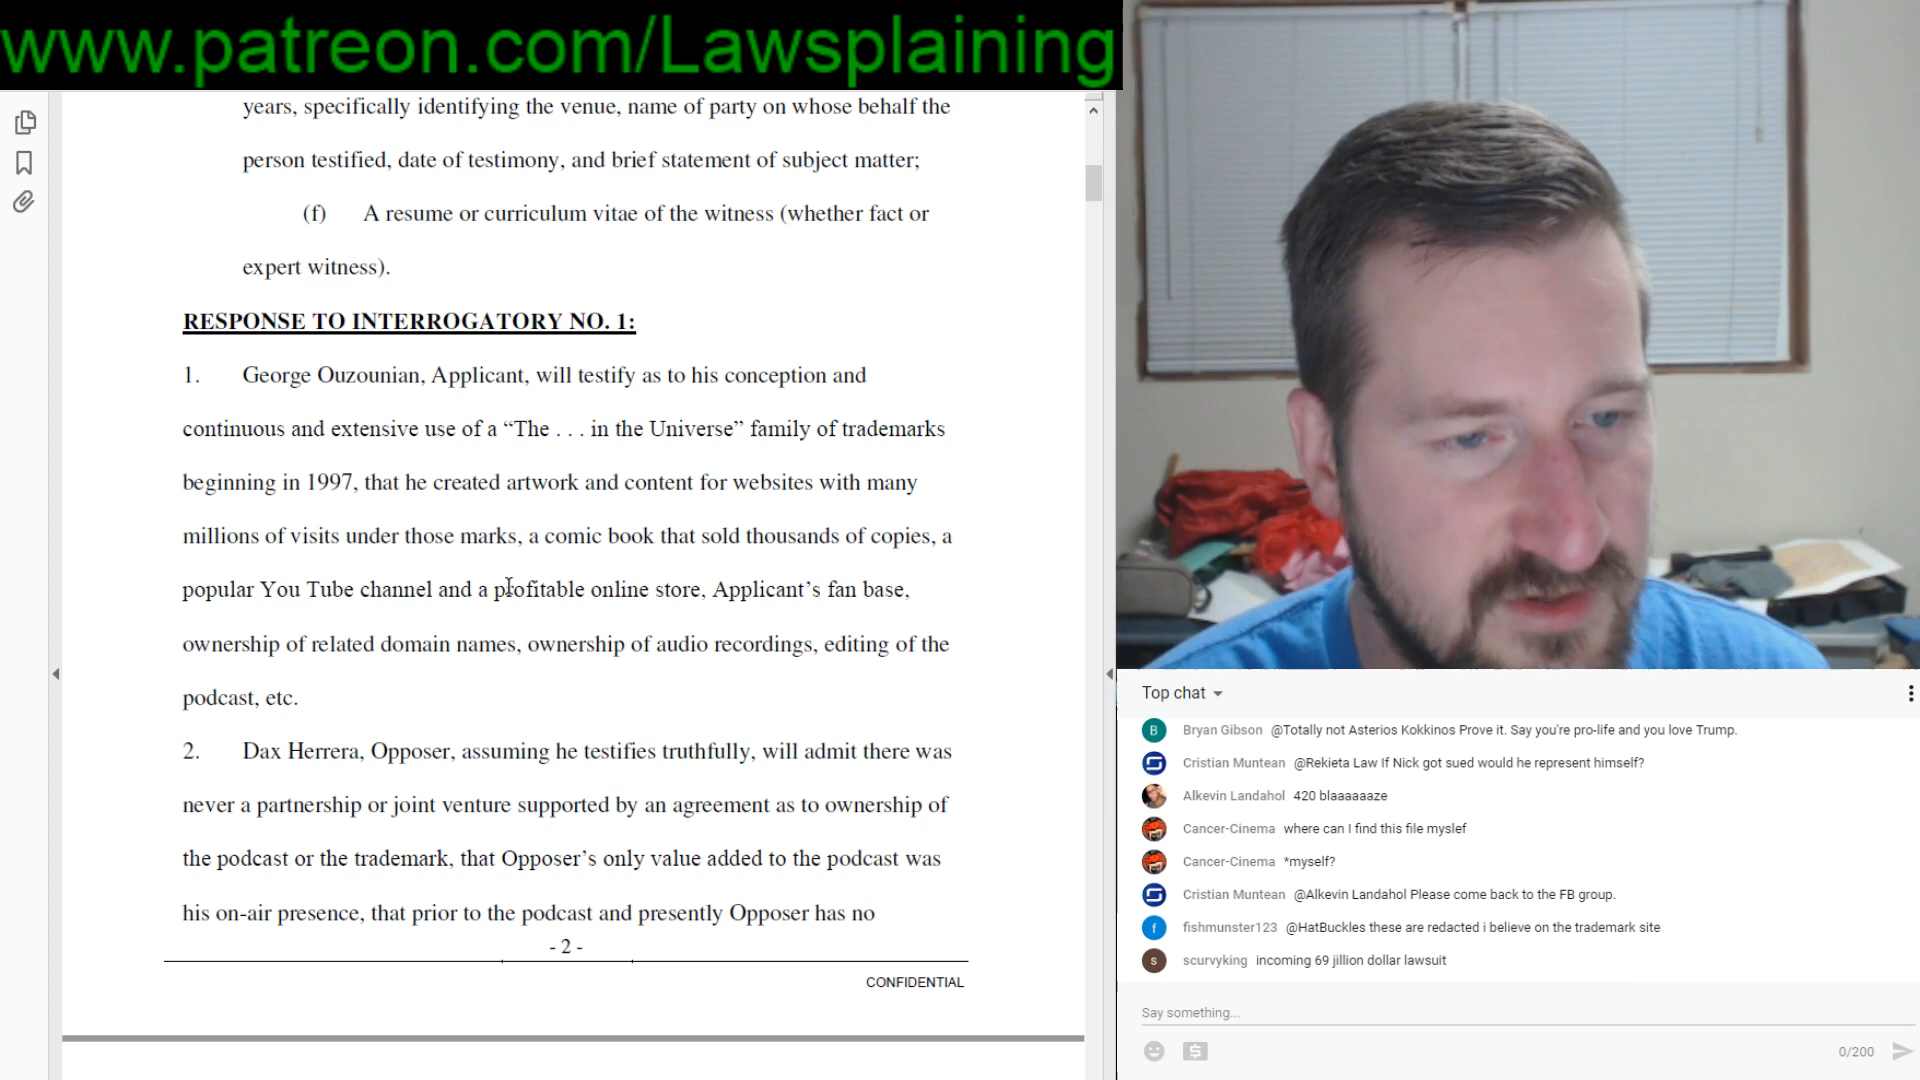 www.patreon.com/Lawsplaining
years, specifically identifying the venue, name of party on whose behalf the
person testified, date of testimony, and brief statement of subject matter;
(f) A resume or curriculum vitae of the witness (whether fact or
expert witness).
RESPONSE TO INTERROGATORY NO. 1:
1. George Ouzounian, Applicant, will testify as to his conception and
continuous and extensive use of a “The . . . in the Universe” family of trademarks
beginning in 1997, that he created artwork and content for websites with many
millions of visits under those marks, a comic book that sold thousands of copies, a
popular You Tube channel and a profitable online store, Applicant’s fan base,
ownership of related domain names, ownership of audio recordings, editing of the
podcast, etc.
2. Dax Herrera, Opposer, assuming he testifies truthfully, will admit there was
never a partnership or joint venture supported by an agreement as to ownership of
the podcast or the trademark, that Opposer’s only value added to the podcast was
his on-air presence, that prior to the podcast and presently Opposer has no
- 2 -
CONFIDENTIAL
Top chat
B Bryan Gibson @Totally not Asterios Kokkinos Prove it. Say you're pro-life and you love Trump.
Cristian Muntean @Rekieta Law If Nick got sued would he represent himself?
Alkevin Landahol 420 blaaaaaaze
Cancer-Cinema where can I find this file myslef
Cancer-Cinema *myself?
Cristian Muntean @Alkevin Landahol Please come back to the FB group.
f fishmunster123 @HatBuckles these are redacted i believe on the trademark site
s scurvyking incoming 69 jillion dollar lawsuit
Say something...
0/200